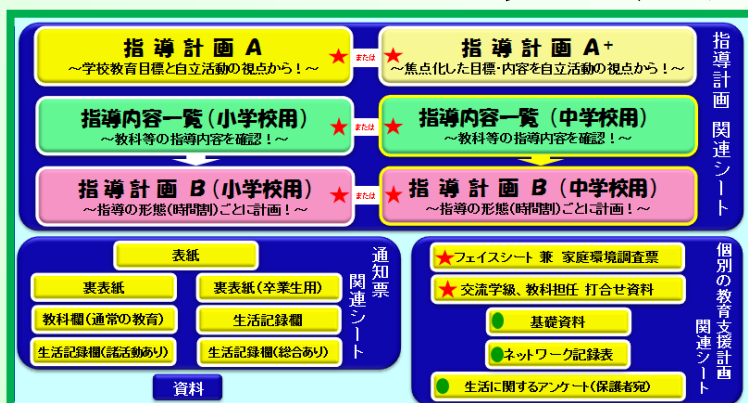 指導計画 A
～学校教育目標と自立活動の視点から！～
または
指導計画 A+
～焦点化した目標・内容を自立活動の視点から！～
指導内容一覧（小学校用）
～教科等の指導内容を確認！～
または
指導内容一覧（中学校用）
～教科等の指導内容を確認！～
指導計画 B（小学校用）
～指導の形態(時間割)ごとに計画！～
または
指導計画 B（中学校用）
～指導の形態(時間割)ごとに計画！～
指導計画 関連シート
表紙
裏表紙
裏表紙(卒業生用)
教科欄(通常の教育)
生活記録欄
生活記録欄(諸活動あり)
生活記録欄(総合あり)
通知票
関連シート
資料
フェイスシート 兼 家庭環境調査票
交流学級、教科担任 打合せ資料
基礎資料
ネットワーク記録表
生活に関するアンケート(保護者宛)
個別の教育支援計画
関連シート